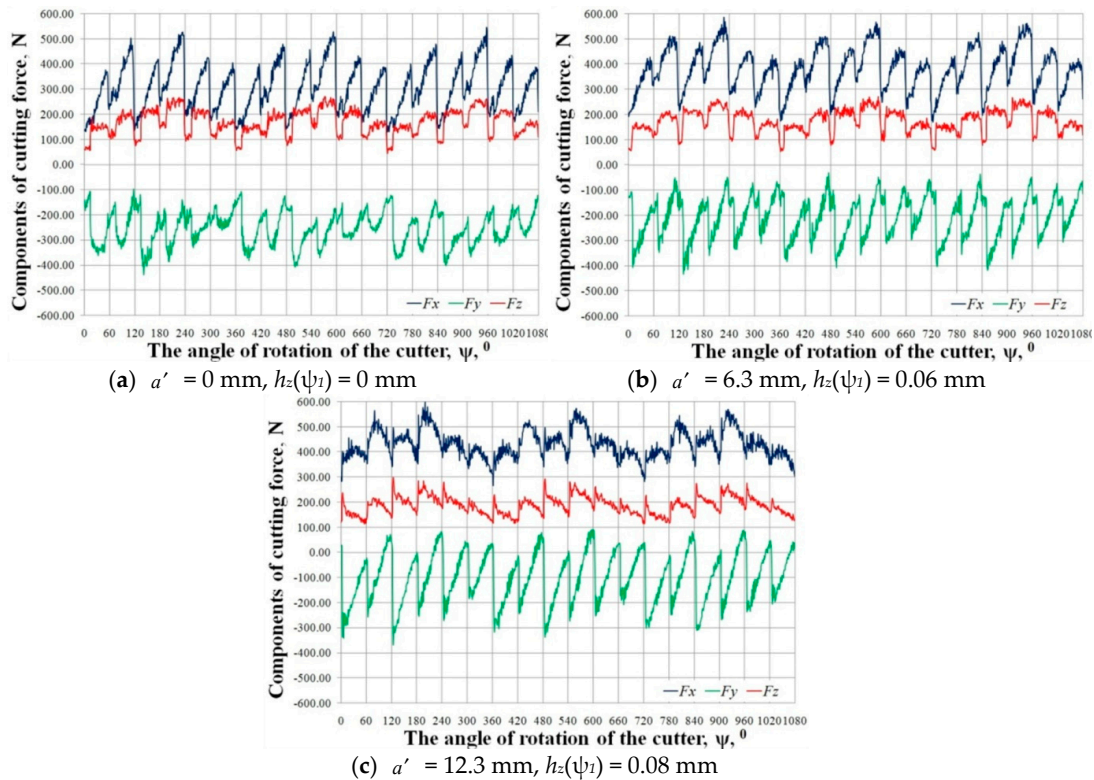 600.00
500.00
400.00
300.00
200.00
100.00
0.00
-100.00
-200.00
-300.00
-400.00
-500.00
-600.00
Components of cutting force, N
Fx Fy Fz
0 60 120 180 240 300 360 420 480 540 600 660 720 780 840 900 960 1020 1080
The angle of rotation of the cutter, ψ, ⁰
(a) a′ = 0 mm, hz(ψ1) = 0 mm
600.00
500.00
400.00
300.00
200.00
100.00
0.00
-100.00
-200.00
-300.00
-400.00
-500.00
-600.00
Components of cutting force, N
Fx Fy Fz
0 60 120 180 240 300 360 420 480 540 600 660 720 780 840 900 960 1020 1080
The angle of rotation of the cutter, ψ, ⁰
(b) a′ = 6.3 mm, hz(ψ1) = 0.06 mm
600.00
500.00
400.00
300.00
200.00
100.00
0.00
-100.00
-200.00
-300.00
-400.00
-500.00
-600.00
Components of cutting force, N
Fx Fy Fz
0 60 120 180 240 300 360 420 480 540 600 660 720 780 840 900 960 1020 1080
The angle of rotation of the cutter, ψ, ⁰
(c) a′ = 12.3 mm, hz(ψ1) = 0.08 mm